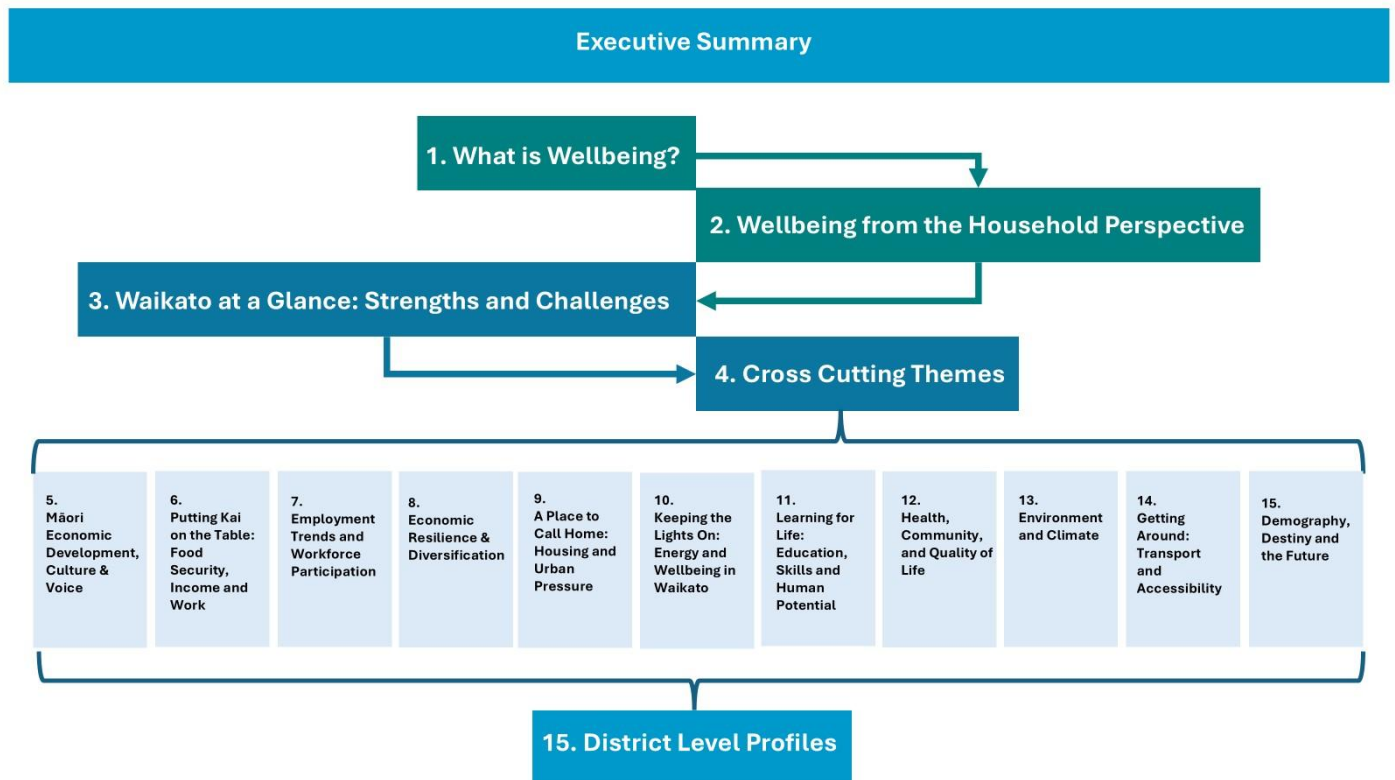 Executive Summary
1. What is Wellbeing?
2. Wellbeing from the Household Perspective
3. Waikato at a Glance: Strengths and Challenges
4. Cross Cutting Themes
5.
Māori
Economic
Development,
Culture &
Voice
6.
Putting Kai
on the Table:
Food
Security,
Income and
Work
7.
Employment
Trends and
Workforce
Participation
8.
Economic
Resilience &
Diversification
9.
A Place to
Call Home:
Housing and
Urban
Pressure
10.
Keeping the
Lights On:
Energy and
Wellbeing in
Waikato
11.
Learning for
Life:
Education,
Skills and
Human
Potential
12.
Health,
Community,
and Quality of
Life
13.
Environment
and Climate
14.
Getting
Around:
Transport
and
Accessibility
15.
Demography,
Destiny and
the Future
15. District Level Profiles